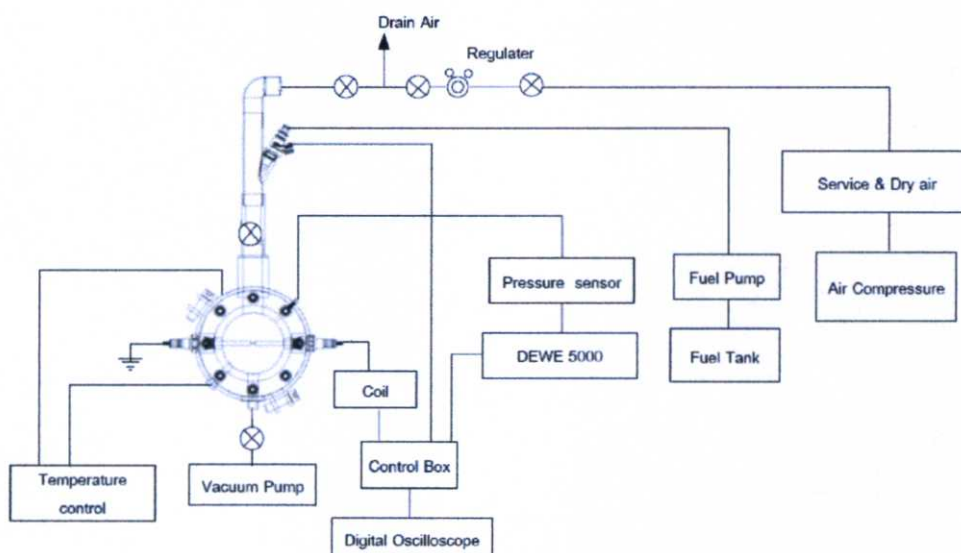 Drain Air
Regulater
Service & Dry air
Pressure sensor
Fuel Pump
Air Compressure
DEWE 5000
Fuel Tank
Coil
Control Box
Temperature
control
Vacuum Pump
Digital Oscilloscope